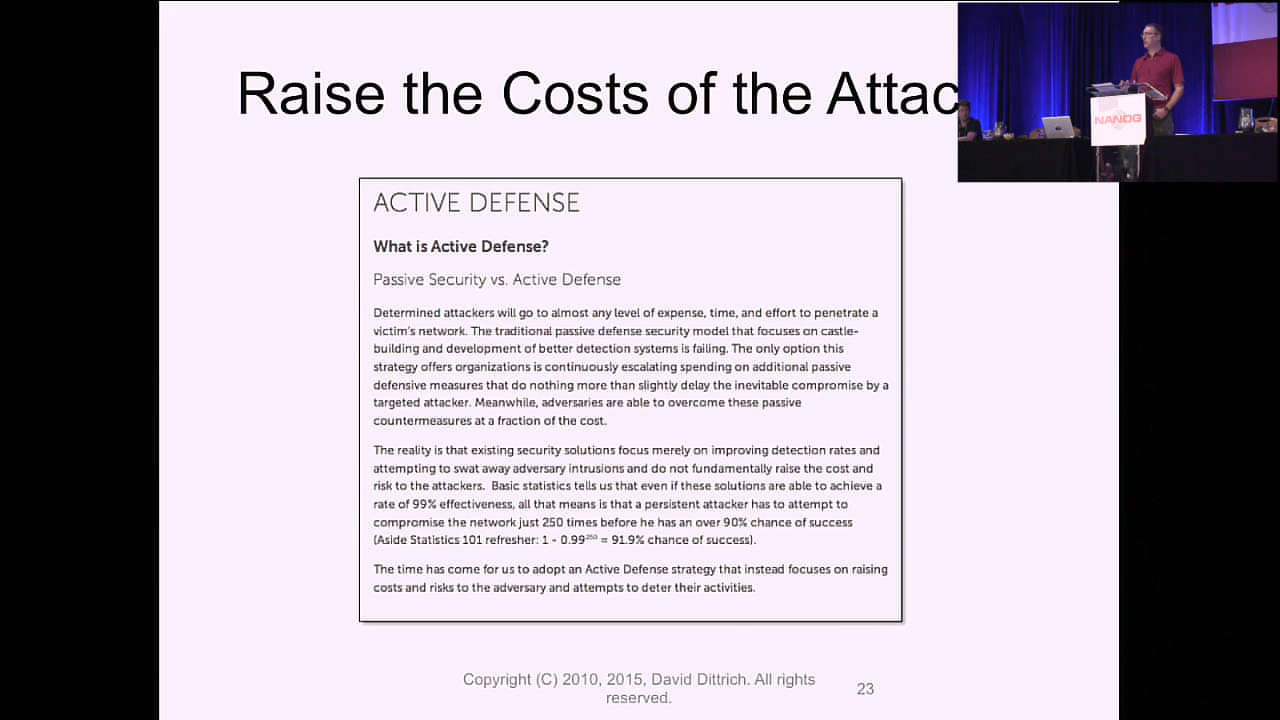 Raise the Costs of the Attac
NANOG
ACTIVE DEFENSE
What is Active Defense?
Passive Security vs. Active Defense
Determined attackers will go to almost any level of expense, time, and effort to penetrate a
victim's network. The traditional passive defense security model that focuses on castle-
building and development of better detection systems is failing. The only option this
strategy offers organizations is continuously escalating spending on additional passive
defensive measures that do nothing more than slightly delay the inevitable compromise by a
targeted attacker. Meanwhile, adversaries are able to overcome these passive
countermeasures at a fraction of the cost.
The reality is that existing security solutions focus merely on improving detection rates and
attempting to swat away adversary intrusions and do not fundamentally raise the cost and
risk to the attackers. Basic statistics tells us that even if these solutions are able to achieve a
rate of 99% effectiveness, all that means is that a persistent attacker has to attempt to
compromise the network just 250 times before he has an over 90% chance of success
(Aside Statistics 101 refresher: 1 - 0.99²⁵⁰ = 91.9% chance of success).
The time has come for us to adopt an Active Defense strategy that instead focuses on raising
costs and risks to the adversary and attempts to deter their activities.
Copyright (C) 2010, 2015, David Dittrich. All rights
reserved.
23